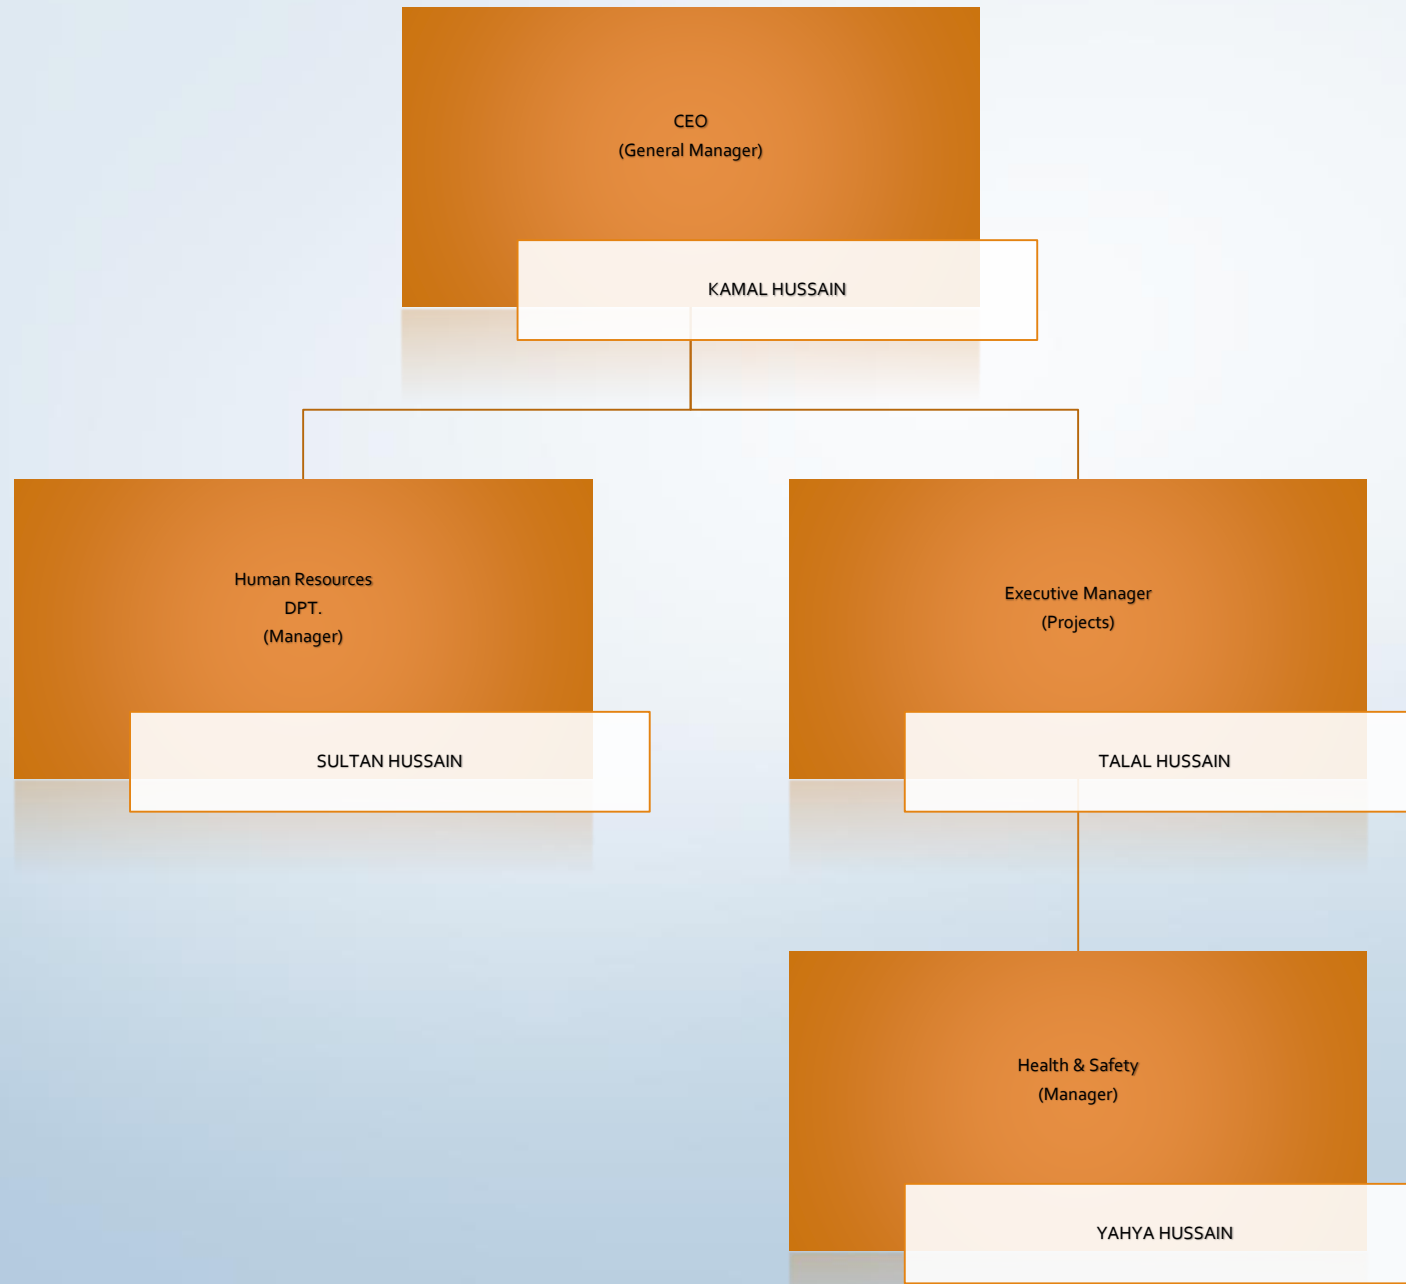 CEO
(General Manager)
KAMAL HUSSAIN
Human Resources
DPT.
(Manager)
SULTAN HUSSAIN
Executive Manager
(Projects)
TALAL HUSSAIN
Health & Safety
(Manager)
YAHYA HUSSAIN